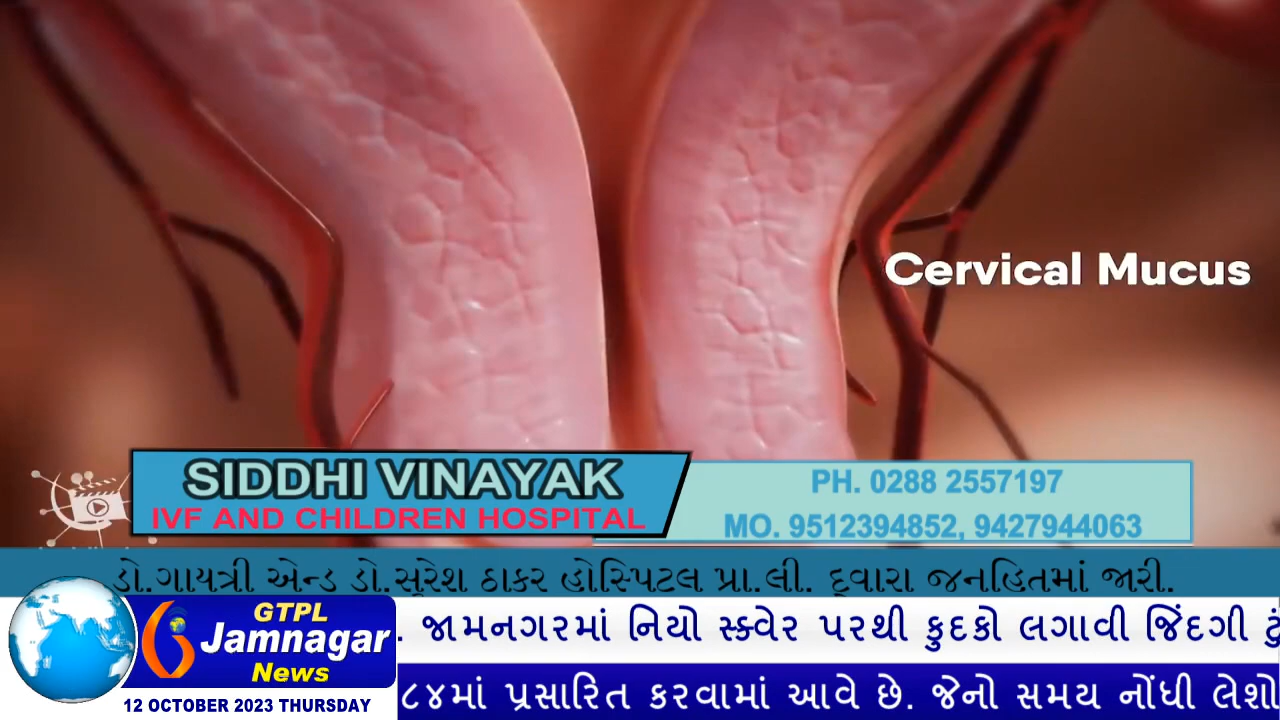 Cervical Mucus
SIDDHI VINAYAK
IVF AND CHILDREN HOSPITAL
PH. 0288 2557197
MO. 9512394852, 9427944063
ડો.ગાયત્રી એન્ડ ડો.સુરેશ ઠાકર હોસ્પિટલ પ્રા.લી. દ્વારા જનહિતમાં જારી.
GTPL
Jamnagar
News
12 OCTOBER 2023 THURSDAY
. જામનગરમાં નિયો સ્ક્વેર પરથી કુદકો લગાવી જિંદગી
૮૪માં પ્રસારિત કરવામાં આવે છે. જેનો સમય નોંધી લેશો